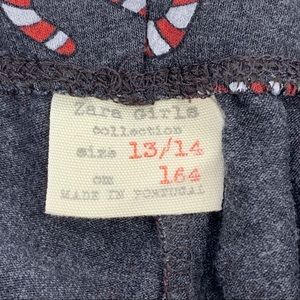 Zara Girls
collection
size 13/14
cm 164
MADE IN PORTUGAL